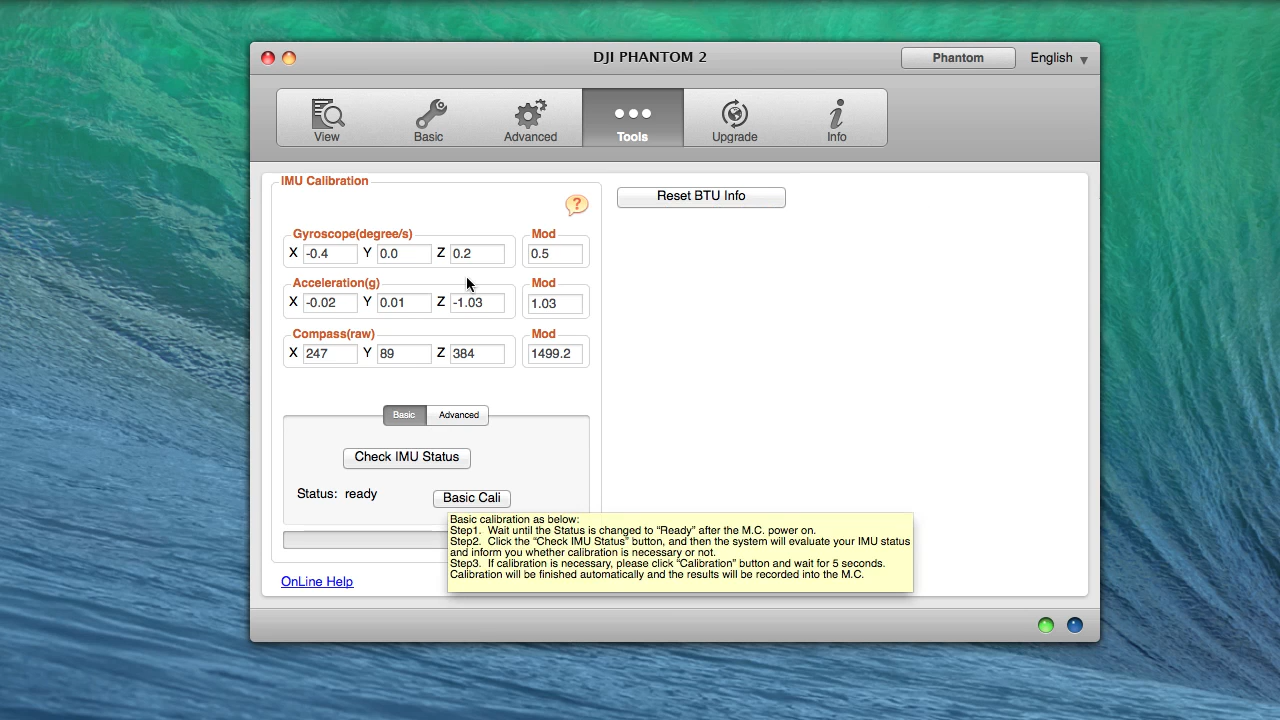 DJI PHANTOM 2
Phantom
English
View
Basic
Advanced
Tools
Upgrade
Info
IMU Calibration
?
Reset BTU Info
Gyroscope(degree/s)
Mod
X -0.4 Y 0.0 Z 0.2 0.5
Acceleration(g)
Mod
X -0.02 Y 0.01 Z -1.03 1.03
Compass(raw)
Mod
X 247 Y 89 Z 384 1499.2
Basic
Advanced
Check IMU Status
Status: ready
Basic Cali
Basic calibration as below:
Step1. Wait until the Status is changed to “Ready” after the M.C. power on.
Step2. Click the “Check IMU Status” button, and then the system will evaluate your IMU status
and inform you whether calibration is necessary or not.
Step3. If calibration is necessary, please click “Calibration” button and wait for 5 seconds.
Calibration will be finished automatically and the results will be recorded into the M.C.
OnLine Help